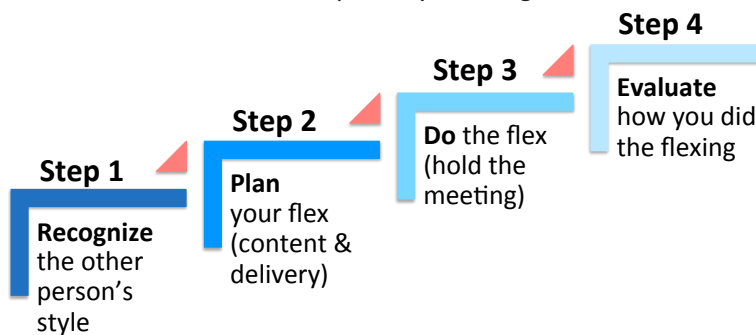 Step 1
Recognize
the other
person's
style
Step 2
Plan
your flex
(content &
delivery)
Step 3
Do the flex
(hold the
meeting)
Step 4
Evaluate
how you did
the flexing